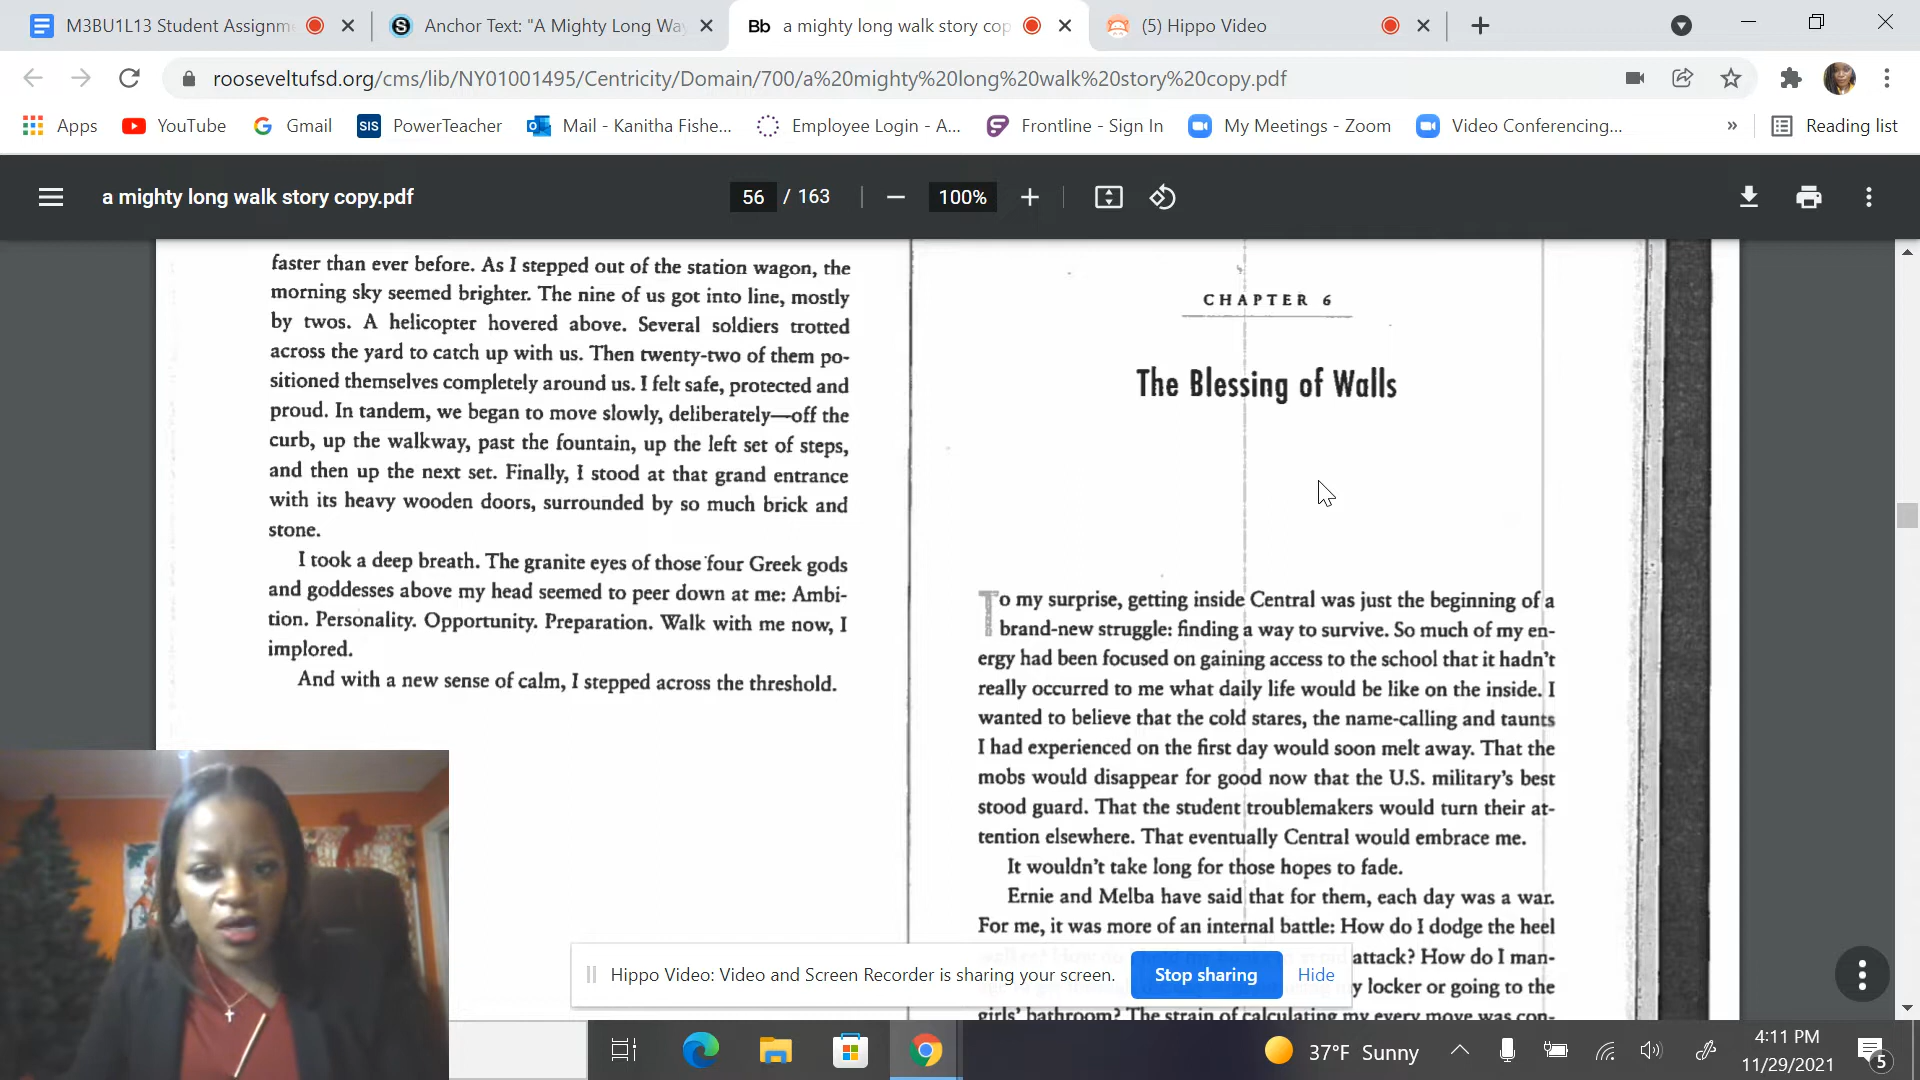 M3BU1L13 Student Assignm
Anchor Text: "A Mighty Long Wa
Bb a mighty long walk story cop
(5) Hippo Video
rooseveltufsd.org/cms/lib/NY01001495/Centricity/Domain/700/a%20mighty%20long%20walk%20story%20copy.pdf
Apps YouTube Gmail SIS PowerTeacher Mail - Kanitha Fishe... Employee Login - A... Frontline - Sign In My Meetings - Zoom Video Conferencing... » Reading list
a mighty long walk story copy.pdf 56 / 163 100%
faster than ever before. As I stepped out of the station wagon, the
morning sky seemed brighter. The nine of us got into line, mostly
by twos. A helicopter hovered above. Several soldiers trotted
across the yard to catch up with us. Then twenty-two of them po-
sitioned themselves completely around us. I felt safe, protected and
proud. In tandem, we began to move slowly, deliberately—off the
curb, up the walkway, past the fountain, up the left set of steps,
and then up the next set. Finally, I stood at that grand entrance
with its heavy wooden doors, surrounded by so much brick and
stone.
I took a deep breath. The granite eyes of those four Greek gods
and goddesses above my head seemed to peer down at me: Ambi-
tion. Personality. Opportunity. Preparation. Walk with me now, I
implored.
And with a new sense of calm, I stepped across the threshold.
CHAPTER 6
The Blessing of Walls
To my surprise, getting inside Central was just the beginning of a
brand-new struggle: finding a way to survive. So much of my en-
ergy had been focused on gaining access to the school that it hadn't
really occurred to me what daily life would be like on the inside. I
wanted to believe that the cold stares, the name-calling and taunts
I had experienced on the first day would soon melt away. That the
mobs would disappear for good now that the U.S. military's best
stood guard. That the student troublemakers would turn their at-
tention elsewhere. That eventually Central would embrace me.
It wouldn't take long for those hopes to fade.
Ernie and Melba have said that for them, each day was a war.
For me, it was more of an internal battle: How do I dodge the heel
attack? How do I man-
y locker or going to the
girls' bathroom? The strain of calculating my every move was con-
Hippo Video: Video and Screen Recorder is sharing your screen. Stop sharing Hide
37°F Sunny
4:11 PM
11/29/2021
5